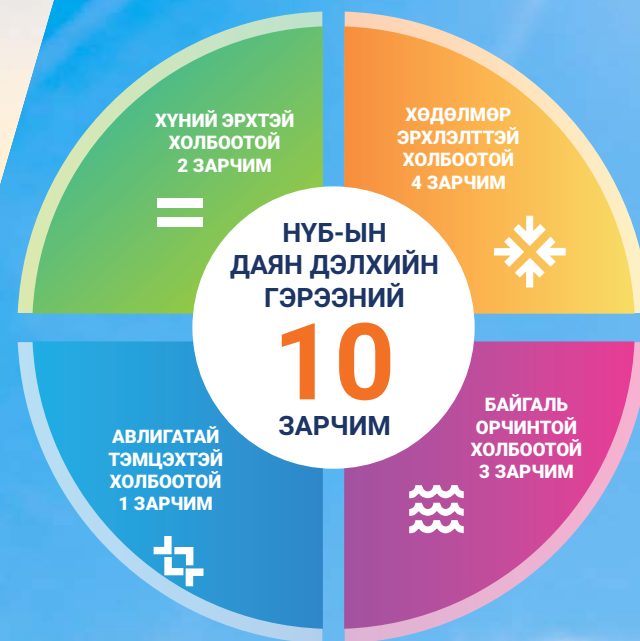 ХҮНИЙ ЭРХТЭЙ
ХОЛБООТОЙ
2 ЗАРЧИМ
ХӨДӨЛМӨР
ЭРХЛЭЛТТЭЙ
ХОЛБООТОЙ
4 ЗАРЧИМ
НҮБ-ЫН
ДАЯН ДЭЛХИЙН
ГЭРЭЭНИЙ
10
ЗАРЧИМ
АВЛИГАТАЙ
ТЭМЦЭХТЭЙ
ХОЛБООТОЙ
1 ЗАРЧИМ
БАЙГАЛЬ
ОРЧИНТОЙ
ХОЛБООТОЙ
3 ЗАРЧИМ